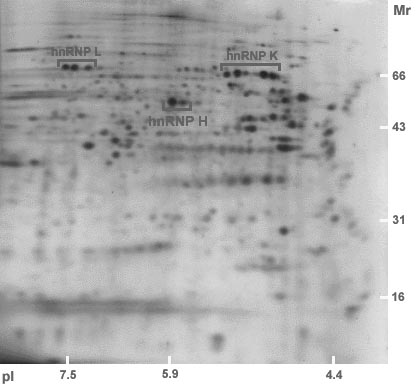 Mr
hnRNP L
hnRNP K
66
hnRNP H
43
31
16
pI
7.5
5.9
4.4